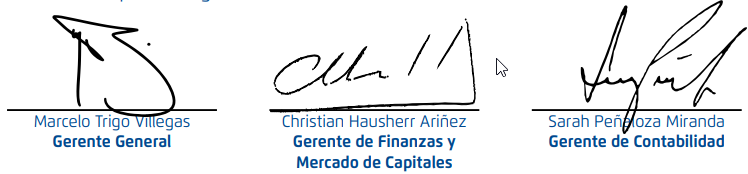 Marcelo Trigo Villegas
Gerente General
Christian Hausherr Ariñez
Gerente de Finanzas y
Mercado de Capitales
Sarah Peñaloza Miranda
Gerente de Contabilidad